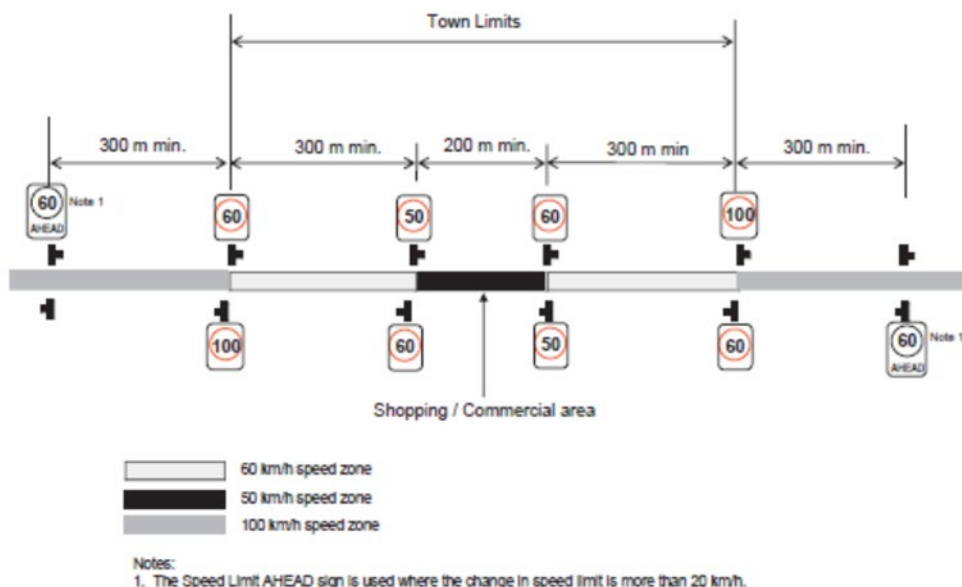 Town Limits
300 m min.
300 m min.
200 m min.
300 m min
300 m min.
60
AHEAD
Note 1
60
50
60
100
100
60
50
60
60
AHEAD
Note 1
Shopping / Commercial area
60 km/h speed zone
50 km/h speed zone
100 km/h speed zone
Notes:
1. The Speed Limit AHEAD sign is used where the change in speed limit is more than 20 km/h.